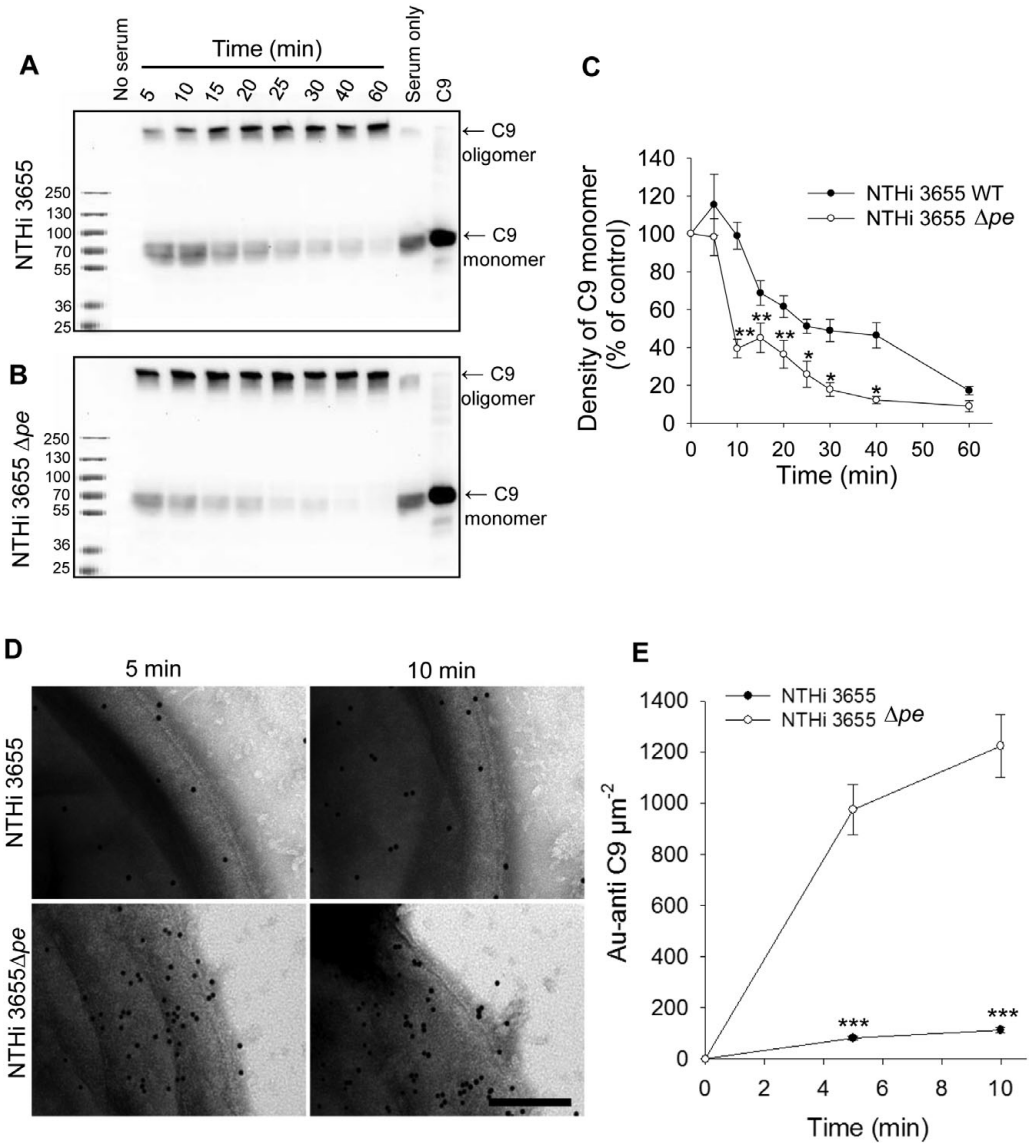 A
No serum
Time (min)
5 10 15 20 25 30 40 60
Serum only
C9
NTHi 3655
250
130
100
70
55
36
25
← C9
oligomer
← C9
monomer
B
NTHi 3655 Δpe
250
130
100
70
55
36
25
← C9
oligomer
← C9
monomer
C
Density of C9 monomer
(% of control)
140
120
100
80
60
40
20
0
NTHi 3655 WT
NTHi 3655 Δpe
** ** ** * * *
0 10 20 30 40 50 60
Time (min)
D
5 min 10 min
NTHi 3655
NTHi 3655Δpe
E
Au-anti C9 µm-2
1400
1200
1000
800
600
400
200
0
NTHi 3655
NTHi 3655 Δpe
*** ***
0 2 4 6 8 10
Time (min)